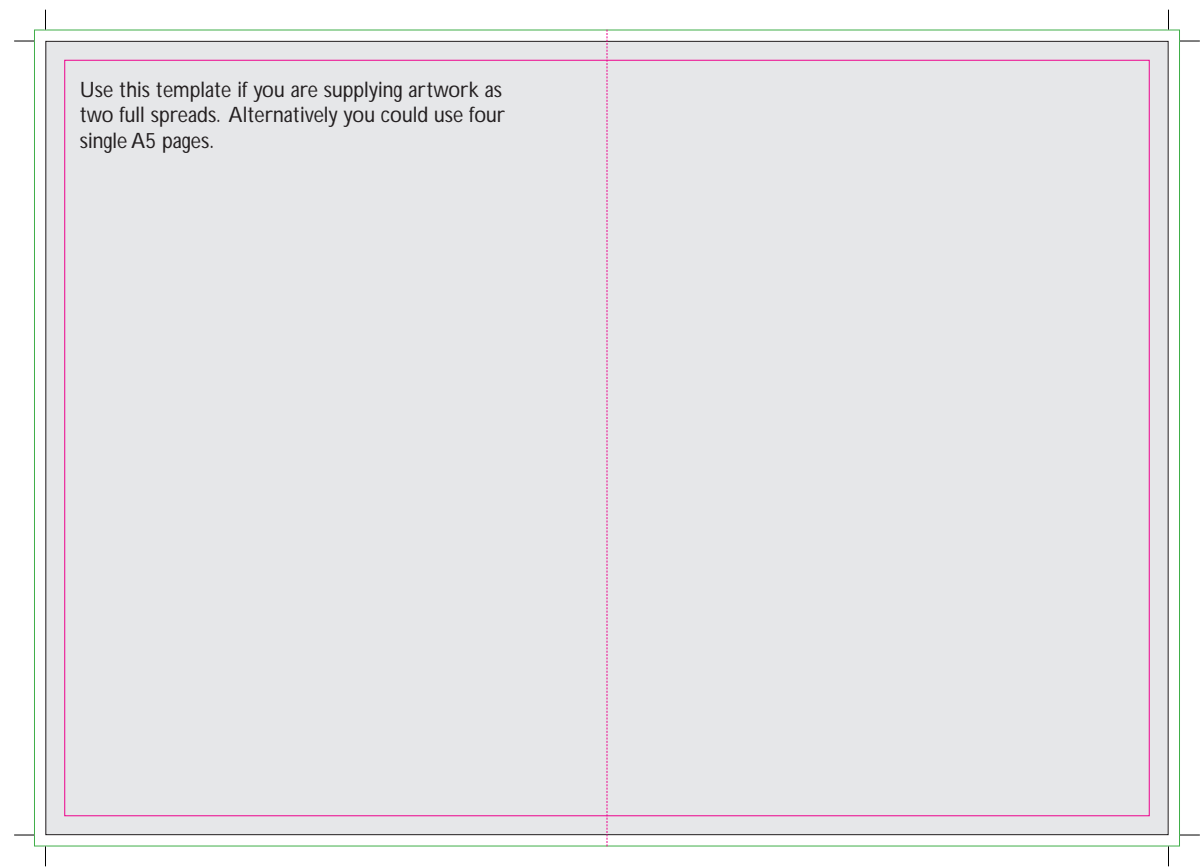 Use this template if you are supplying artwork as
two full spreads. Alternatively you could use four
single A5 pages.